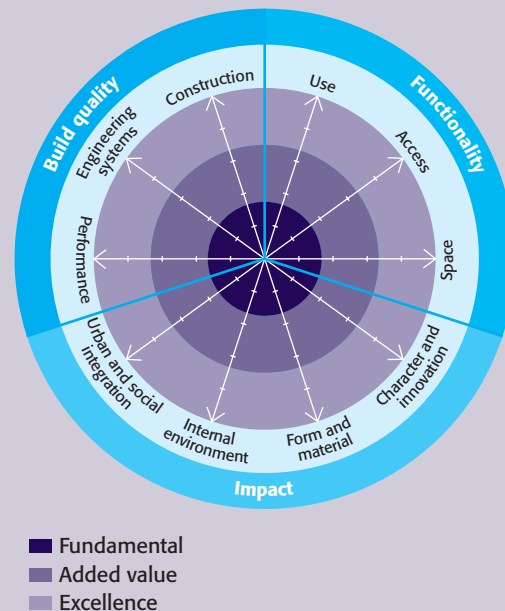 Build quality
Functionality
Construction
Use
Engineering
systems
Access
Performance
Space
Urban and social
integration
Character and
innovation
Internal
environment
Form and
material
Impact
Fundamental
Added value
Excellence